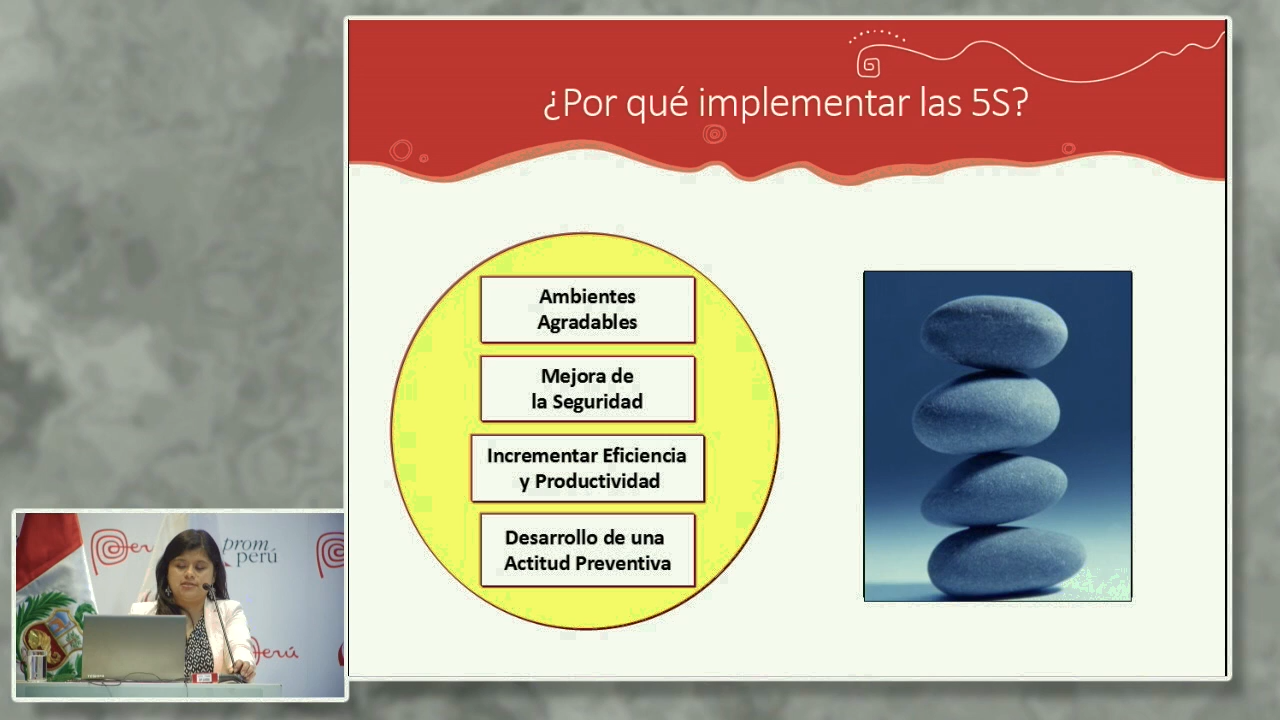 ¿Por qué implementar las 5S?
Ambientes
Agradables
Mejora de
la Seguridad
Incrementar Eficiencia
y Productividad
Desarrollo de una
Actitud Preventiva
prom
perú